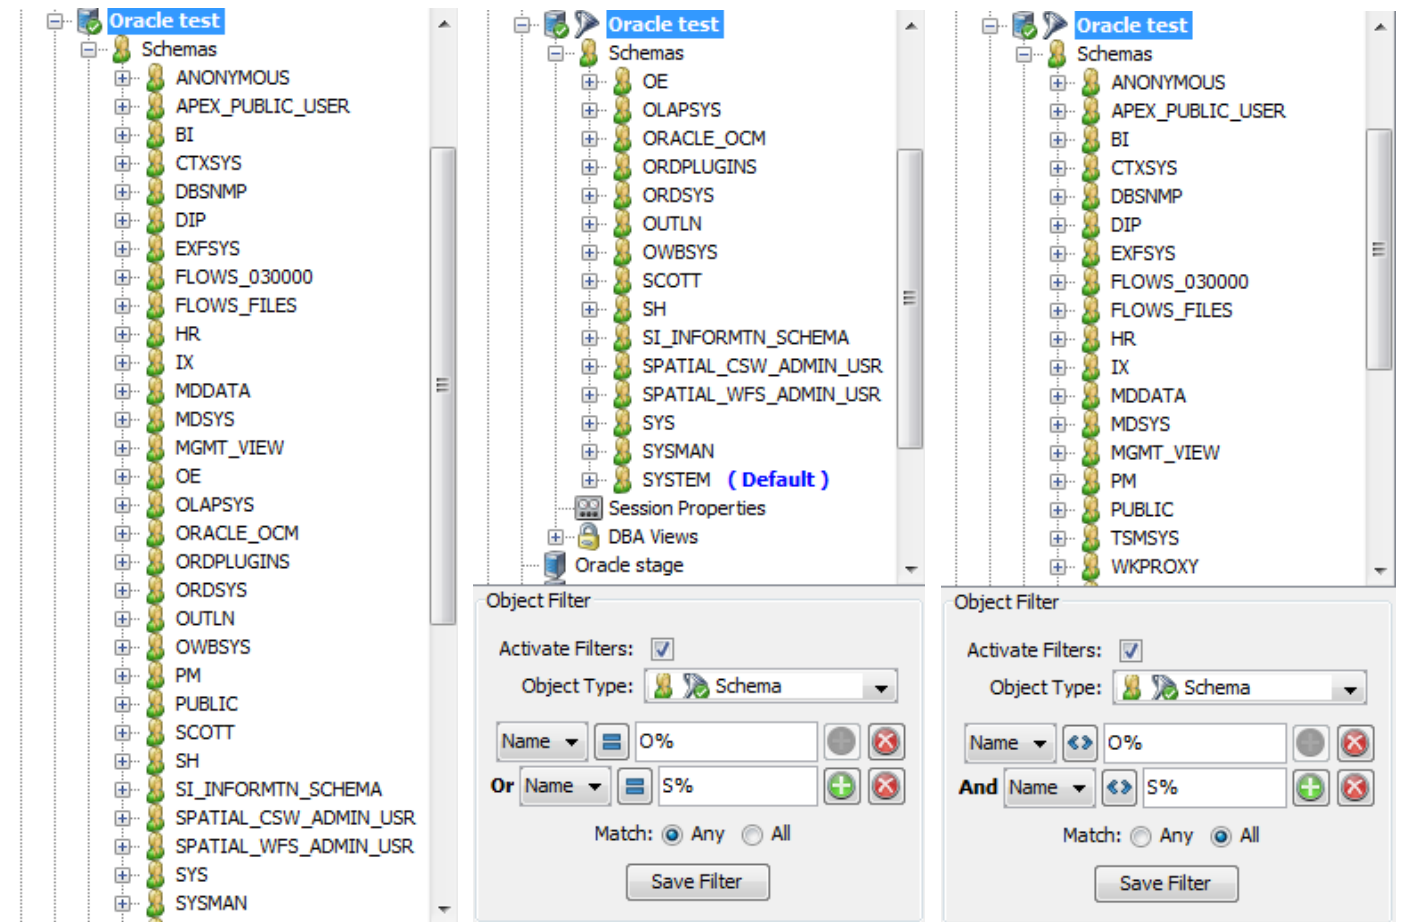 Oracle test
Schemas
ANONYMOUS
APEX_PUBLIC_USER
BI
CTXSYS
DBSNMP
DIP
EXFSYS
FLOWS_030000
FLOWS_FILES
HR
IX
MDDATA
MDSYS
MGMT_VIEW
OE
OLAPSYS
ORACLE_OCM
ORDPLUGINS
ORDSYS
OUTLN
OWBSYS
PM
PUBLIC
SCOTT
SH
SI_INFORMTN_SCHEMA
SPATIAL_CSW_ADMIN_USR
SPATIAL_WFS_ADMIN_USR
SYS
SYSMAN
Oracle test
Schemas
OE
OLAPSYS
ORACLE_OCM
ORDPLUGINS
ORDSYS
OUTLN
OWBSYS
SCOTT
SH
SI_INFORMTN_SCHEMA
SPATIAL_CSW_ADMIN_USR
SPATIAL_WFS_ADMIN_USR
SYS
SYSMAN
SYSTEM ( Default )
Session Properties
DBA Views
Oracle stage
Object Filter
Activate Filters:
Object Type: Schema
Name O%
Or Name S%
Match: Any All
Save Filter
Oracle test
Schemas
ANONYMOUS
APEX_PUBLIC_USER
BI
CTXSYS
DBSNMP
DIP
EXFSYS
FLOWS_030000
FLOWS_FILES
HR
IX
MDDATA
MDSYS
MGMT_VIEW
PM
PUBLIC
TSMSYS
WKPROXY
Object Filter
Activate Filters:
Object Type: Schema
Name O%
And Name S%
Match: Any All
Save Filter